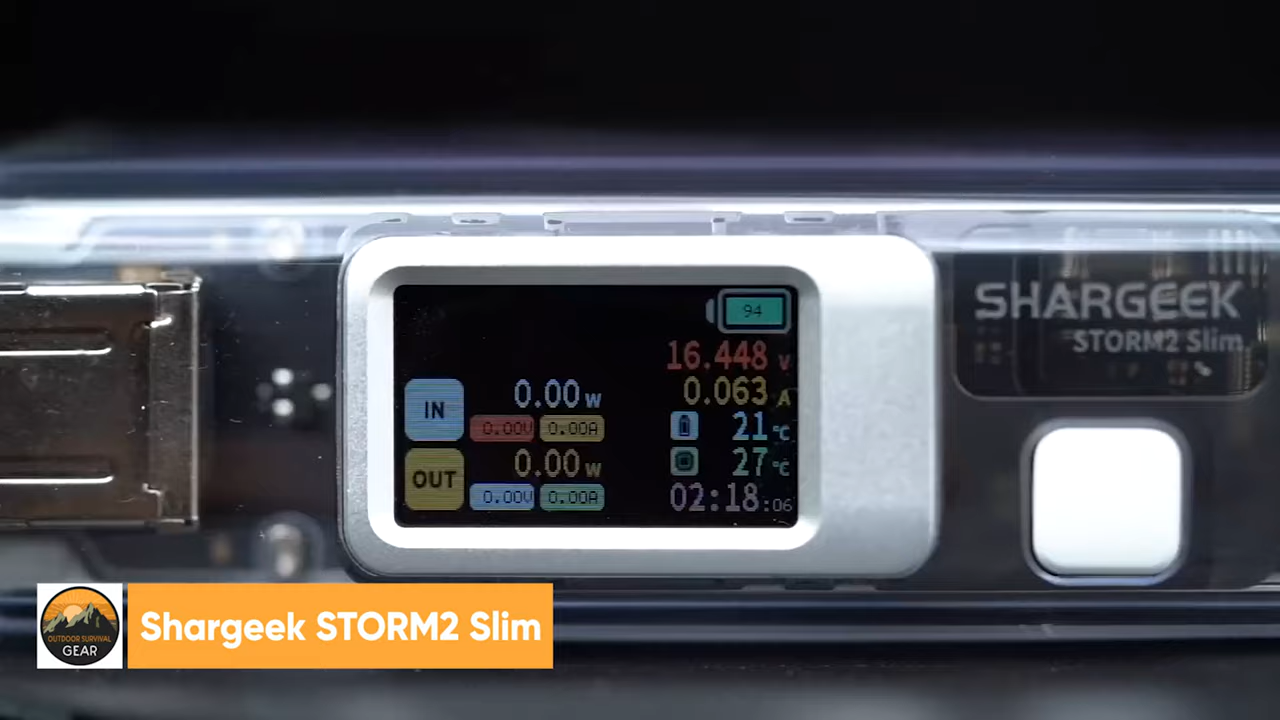 94
16.448 V
0.063 A
IN 0.00 W
0.00V 0.00A
21 °C
OUT 0.00 W
27 °C
0.00V 0.00A
02:18:06
SHARGEEK
STORM2 Slim
OUTDOOR SURVIVAL
GEAR
Shargeek STORM2 Slim